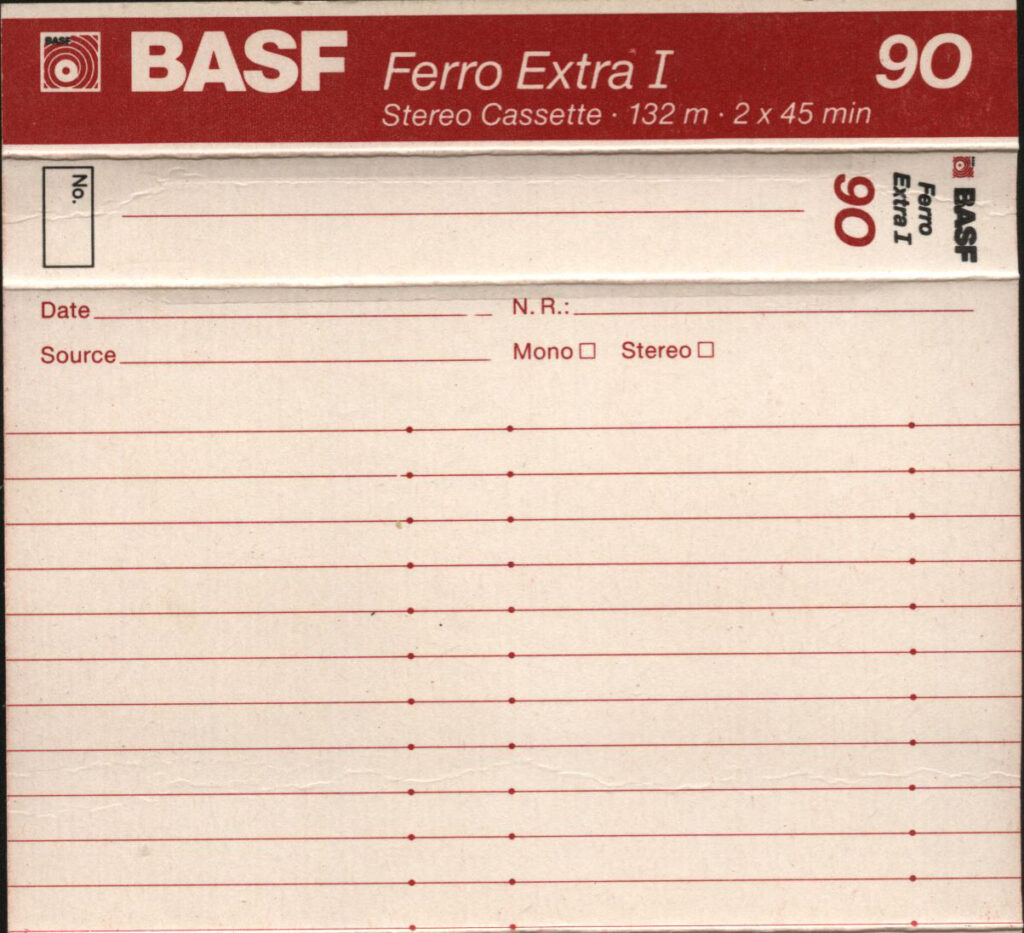 BASF
BASF Ferro Extra I 90
Stereo Cassette · 132 m · 2 x 45 min
No.
90
Ferro
Extra I
BASF
Date N. R.:
Source Mono Stereo